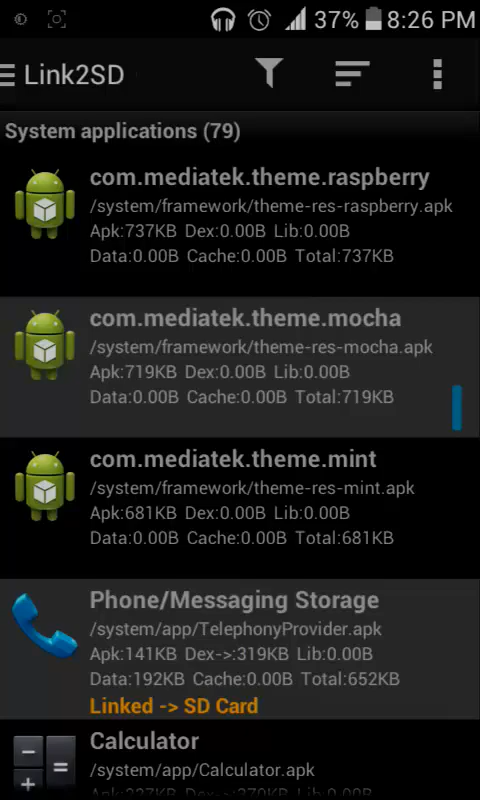 37% 8:26 PM
Link2SD
System applications (79)
com.mediatek.theme.raspberry
/system/framework/theme-res-raspberry.apk
Apk:737KB Dex:0.00B Lib:0.00B
Data:0.00B Cache:0.00B Total:737KB
com.mediatek.theme.mocha
/system/framework/theme-res-mocha.apk
Apk:719KB Dex:0.00B Lib:0.00B
Data:0.00B Cache:0.00B Total:719KB
com.mediatek.theme.mint
/system/framework/theme-res-mint.apk
Apk:681KB Dex:0.00B Lib:0.00B
Data:0.00B Cache:0.00B Total:681KB
Phone/Messaging Storage
/system/app/TelephonyProvider.apk
Apk:141KB Dex->:319KB Lib:0.00B
Data:192KB Cache:0.00B Total:652KB
Linked -> SD Card
Calculator
/system/app/Calculator.apk